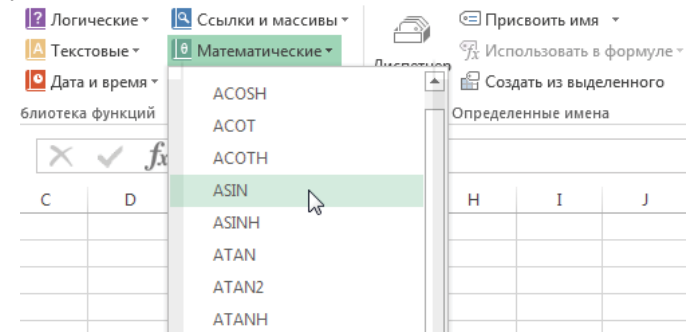 Логические
Ссылки и массивы
Присвоить имя
Текстовые
Математические
Диспетчер
Использовать в формуле
Дата и время
Создать из выделенного
блиотека функций
Определенные имена
fx
C D H I J
ACOSH
ACOT
ACOTH
ASIN
ASINH
ATAN
ATAN2
ATANH